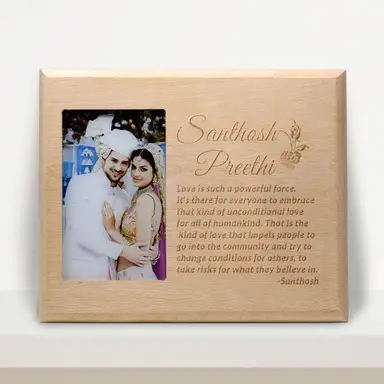 Santhosh
Preethi
Love is such a powerful force.
It's there for everyone to embrace
that kind of unconditional love
for all of humankind. That is the
kind of love that impels people to
go into the community and try to
change conditions for others, to
take risks for what they believe in.
-Santhosh